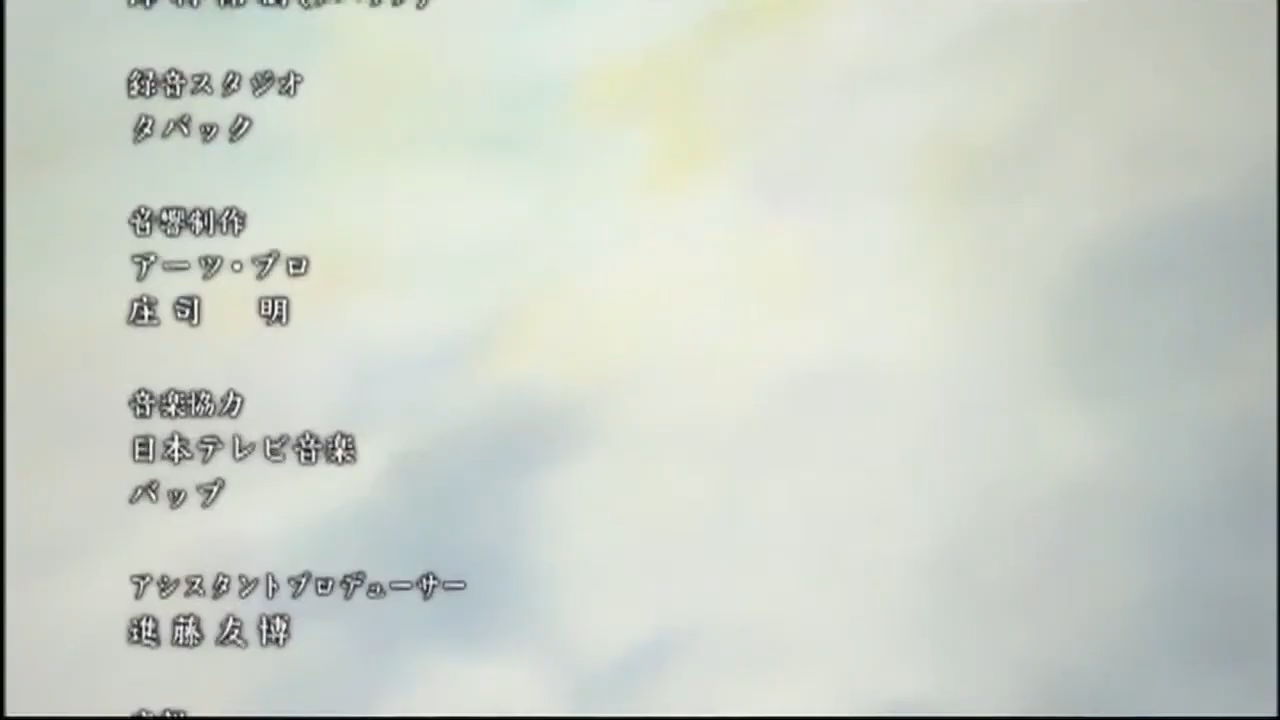 録音スタジオ
タバック
音響制作
アーツ・プロ
庄司 明
音楽協力
日本テレビ音楽
バップ
アシスタントプロデューサー
進藤友博